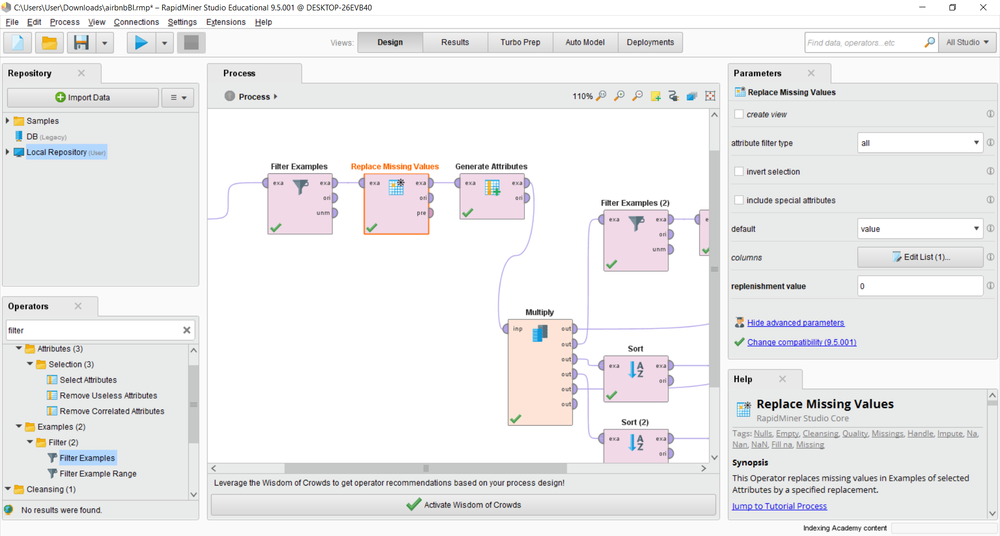 C:\Users\User\Downloads\airbnbBI.rmp* – RapidMiner Studio Educational 9.5.001 @ DESKTOP-26EVB40
File Edit Process View Connections Settings Extensions Help
Views: Design Results Turbo Prep Auto Model Deployments
Find data, operators...etc
All Studio
Repository
Import Data
Samples
DB (Legacy)
Local Repository (User)
Operators
filter
Attributes (3)
Selection (3)
Select Attributes
Remove Useless Attributes
Remove Correlated Attributes
Examples (2)
Filter (2)
Filter Examples
Filter Example Range
Cleansing (1)
No results were found.
Process
Process
110%
Filter Examples
exa exa
ori
unm
Replace Missing Values
exa exa
ori
pre
Generate Attributes
exa exa
ori
Filter Examples (2)
exa exa
ori
unm
e
Multiply
inp out
out
out
out
out
out
Sort
A
Z
exa exa
ori
Sort (2)
A
Z
exa exa
ori
Leverage the Wisdom of Crowds to get operator recommendations based on your process design!
Activate Wisdom of Crowds
Parameters
Replace Missing Values
create view
attribute filter type all
invert selection
include special attributes
default value
columns Edit List (1)...
replenishment value 0
Hide advanced parameters
Change compatibility (9.5.001)
Help
Replace Missing Values
RapidMiner Studio Core
Tags: Nulls, Empty, Cleansing, Quality, Missings, Handle, Impute, Na,
Nan, NaN, Fill na, Missing
Synopsis
This Operator replaces missing values in Examples of selected
Attributes by a specified replacement.
Jump to Tutorial Process
Indexing Academy content